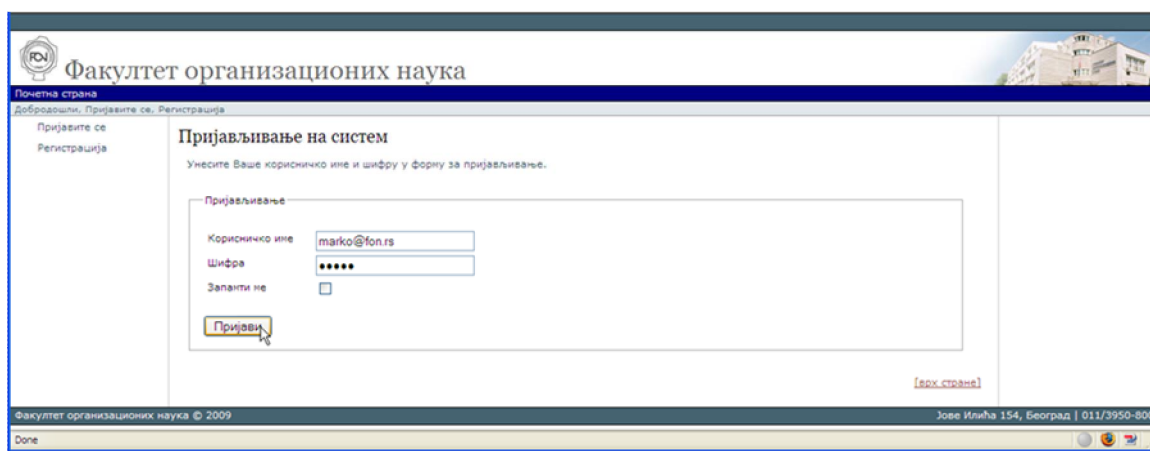 FON
Факултет организационих наука
Почетна страна
Добродошли, Пријавите се, Регистрација
Пријавите се
Регистрација
Пријављивање на систем
Унесите Ваше корисничко име и шифру у форму за пријављивање.
Пријављивање
Корисничко име marko@fon.rs
Шифра •••••
Запамти ме
Пријави
[врх стране]
Факултет организационих наука © 2009 Јове Илића 154, Београд | 011/3950-800
Done